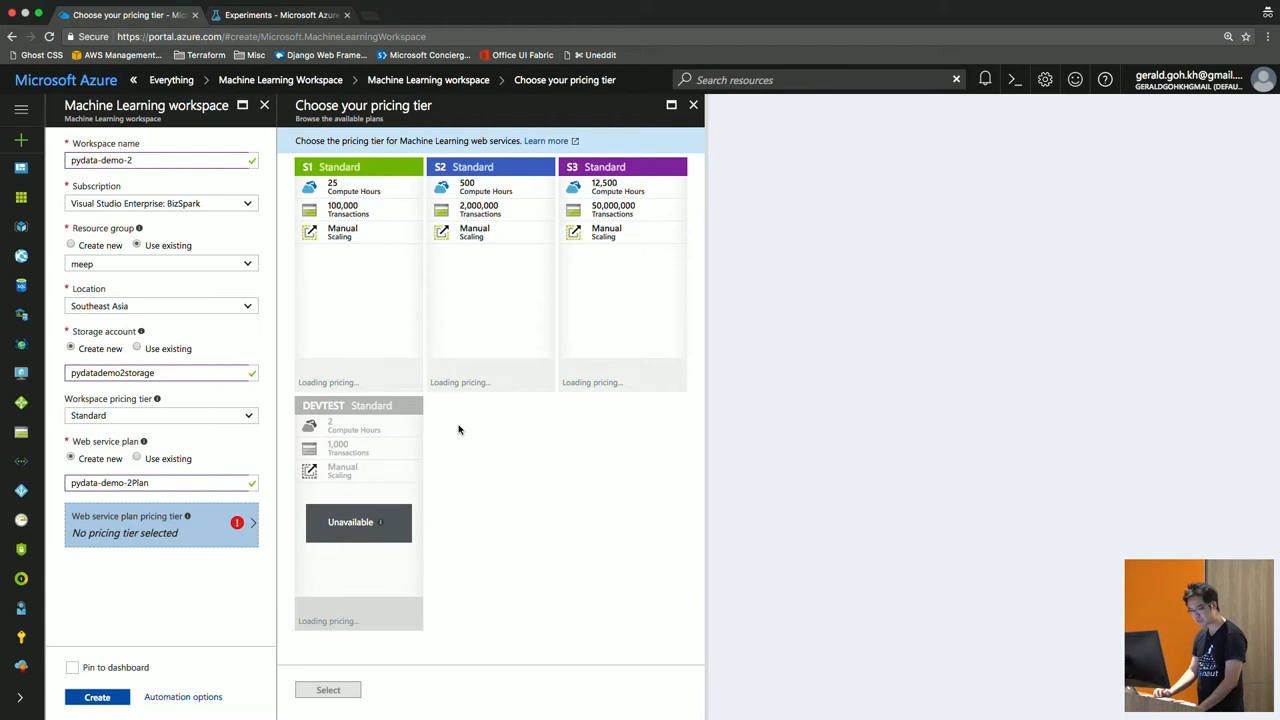 Choose your pricing tier - Mic
Experiments - Microsoft Azure
Secure
https://portal.azure.com/#create/Microsoft.MachineLearningWorkspace
Ghost CSS
AWS Management...
Terraform
Misc
Django Web Frame...
Microsoft Concierg...
Office UI Fabric
Uneddit
Microsoft Azure
Everything
Machine Learning Workspace
Machine Learning workspace
Choose your pricing tier
Search resources
gerald.goh.kh@gmail....
GERALDGOHKHGMAIL (DEFAU...
Machine Learning workspace
Machine Learning workspace
* Workspace name
pydata-demo-2
* Subscription
Visual Studio Enterprise: BizSpark
* Resource group
Create new
Use existing
meep
* Location
Southeast Asia
* Storage account
Create new
Use existing
pydatademo2storage
Workspace pricing tier
Standard
* Web service plan
Create new
Use existing
pydata-demo-2Plan
Web service plan pricing tier
No pricing tier selected
Pin to dashboard
Create
Automation options
Choose your pricing tier
Browse the available plans
Choose the pricing tier for Machine Learning web services. Learn more
S1 Standard
25
Compute Hours
100,000
Transactions
Manual
Scaling
Loading pricing...
S2 Standard
500
Compute Hours
2,000,000
Transactions
Manual
Scaling
Loading pricing...
S3 Standard
12,500
Compute Hours
50,000,000
Transactions
Manual
Scaling
Loading pricing...
DEVTEST Standard
2
Compute Hours
1,000
Transactions
Manual
Scaling
Unavailable
Loading pricing...
Select